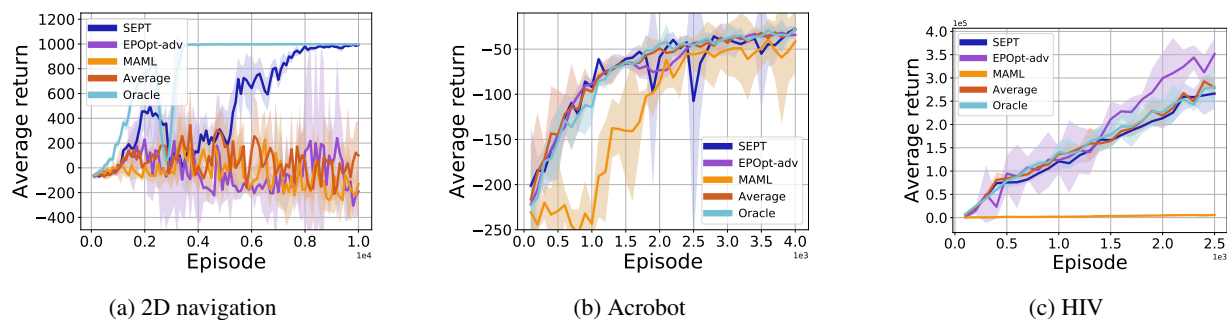 1000
800
600
400
200
0
−200
−400
Average return
SEPT
EPOpt-adv
MAML
Average
Oracle
0.0 0.2 0.4 0.6 0.8 1.0
1e4
Episode
(a) 2D navigation
−50
−100
−150
−200
−250
Average return
SEPT
EPOpt-adv
MAML
Average
Oracle
0.0 0.5 1.0 1.5 2.0 2.5 3.0 3.5 4.0
1e3
Episode
(b) Acrobot
1e5
4.0
3.5
3.0
2.5
2.0
1.5
1.0
0.5
0.0
Average return
SEPT
EPOpt-adv
MAML
Average
Oracle
0.0 0.5 1.0 1.5 2.0 2.5
1e3
Episode
(c) HIV